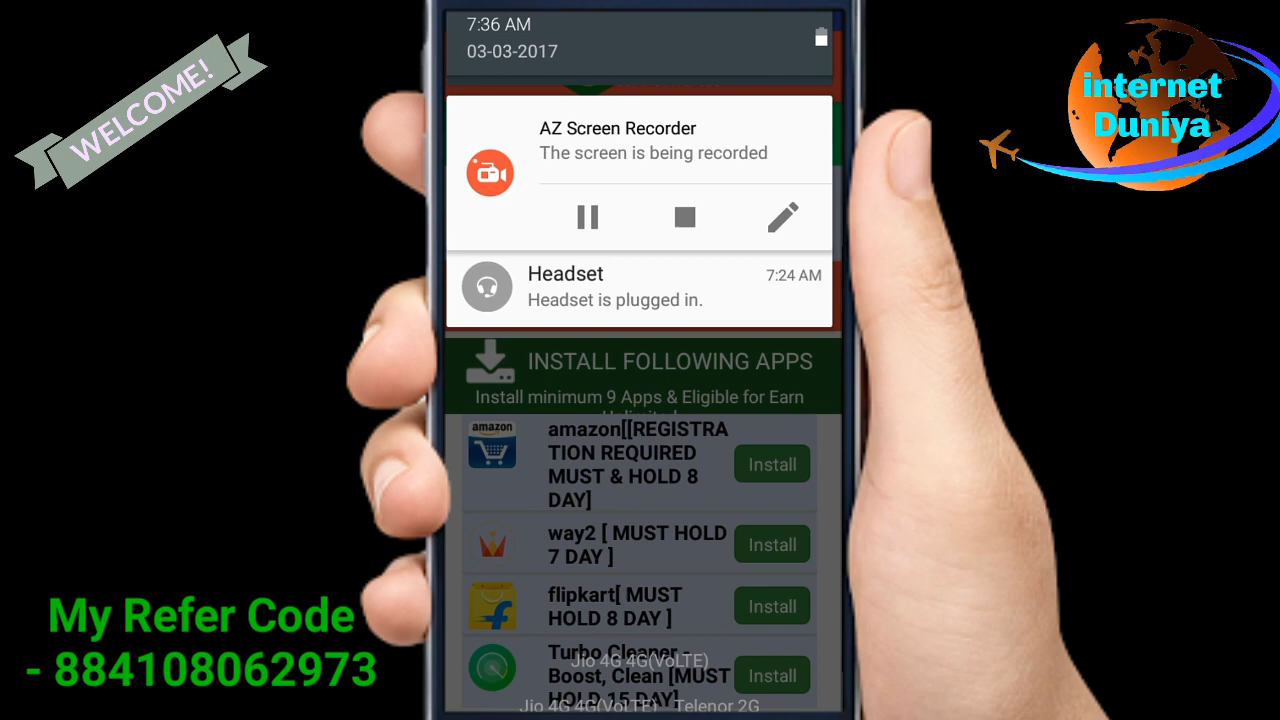 7:36 AM
03-03-2017
WELCOME!
internet
Duniya
AZ Screen Recorder
The screen is being recorded
Headset
7:24 AM
Headset is plugged in.
INSTALL FOLLOWING APPS
Install minimum 9 Apps & Eligible for Earn
Unlimited
amazon
amazon[[REGISTRA
TION REQUIRED
MUST & HOLD 8
DAY]
Install
way2 [ MUST HOLD
7 DAY ]
Install
flipkart[ MUST
HOLD 8 DAY ]
Install
Turbo Cleaner -
Boost, Clean [MUST
HOLD 15 DAY]
Install
Jio 4G 4G(VoLTE)
Jio 4G 4G(VoLTE) Telenor 2G
My Refer Code
- 884108062973